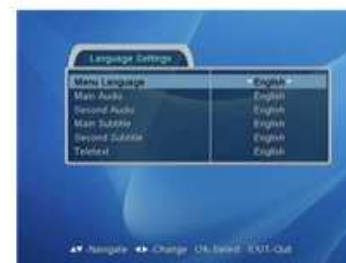 Language Settings
Menu Language English
Main Audio English
Second Audio English
Main Subtitle English
Second Subtitle English
Teletext English
Navigate Change OK-Select EXIT-Quit